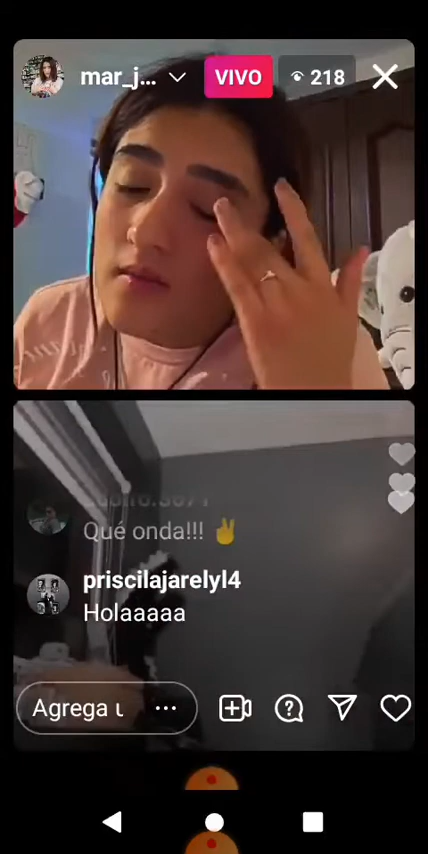 mar_j...
VIVO
218
Qué onda!!! ✌
priscilajarelyl4
Holaaaaa
Agrega u